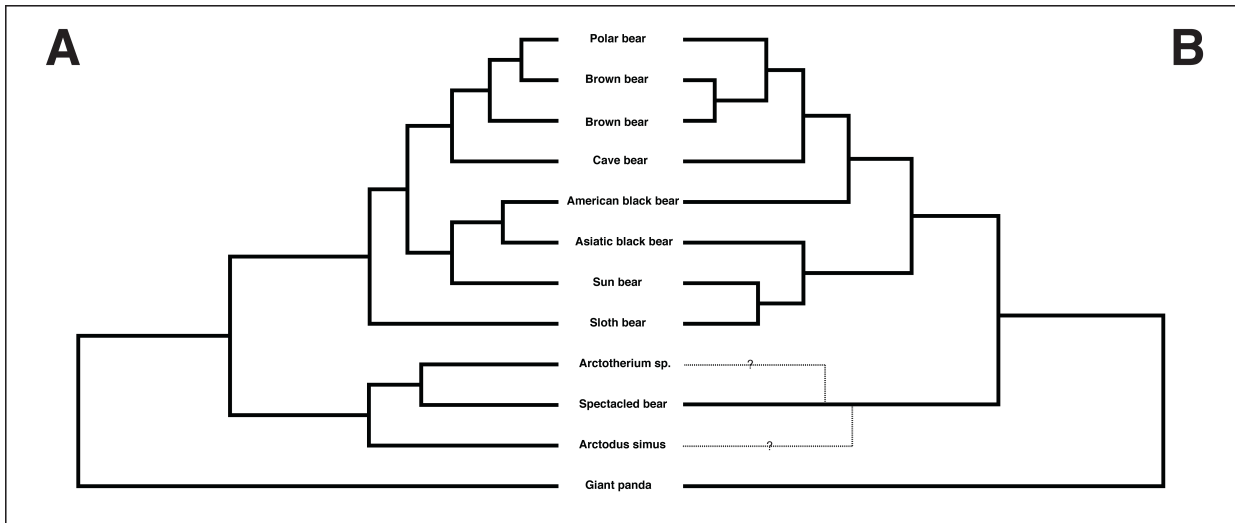 A
B
Polar bear
Brown bear
Brown bear
Cave bear
American black bear
Asiatic black bear
Sun bear
Sloth bear
Arctotherium sp.
?
Spectacled bear
Arctodus simus
?
Giant panda